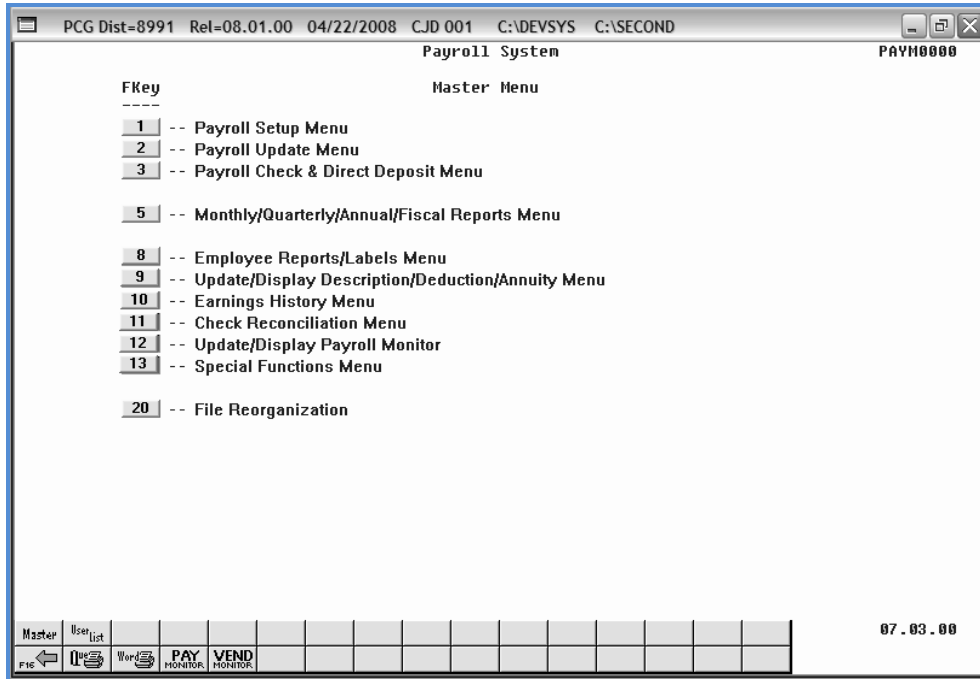 PCG Dist=8991 Rel=08.01.00 04/22/2008 CJD 001 C:\DEVSYS C:\SECOND
Payroll System PAYM0000
FKey Master Menu
----
1 -- Payroll Setup Menu
2 -- Payroll Update Menu
3 -- Payroll Check & Direct Deposit Menu
5 -- Monthly/Quarterly/Annual/Fiscal Reports Menu
8 -- Employee Reports/Labels Menu
9 -- Update/Display Description/Deduction/Annuity Menu
10 -- Earnings History Menu
11 -- Check Reconciliation Menu
12 -- Update/Display Payroll Monitor
13 -- Special Functions Menu
20 -- File Reorganization
Master User list 07.03.00
F16 Que Word PAY MONITOR VEND MONITOR